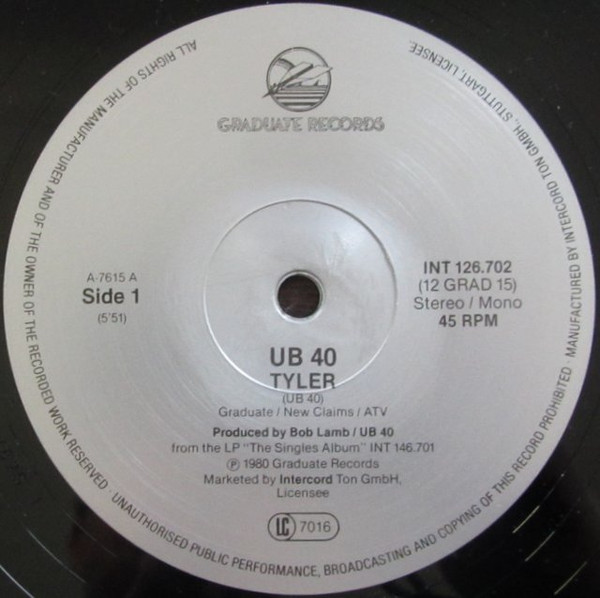 GRADUATE RECORDS
A-7615 A
Side 1
(5'51)
INT 126.702
(12 GRAD 15)
Stereo / Mono
45 RPM
UB 40
TYLER
(UB 40)
Graduate / New Claims / ATV
Produced by Bob Lamb / UB 40
from the LP "The Singles Album" INT 146.701
Ⓟ 1980 Graduate Records
Marketed by Intercord Ton GmbH,
Licensee
LC 7016
ALL RIGHTS OF THE MANUFACTURER AND OF THE OWNER OF THE RECORDED WORK RESERVED · UNAUTHORISED PUBLIC PERFORMANCE, BROADCASTING AND COPYING OF THIS RECORD PROHIBITED · MANUFACTURED BY INTERCORD TON GMBH, STUTTGART, LICENSEE.